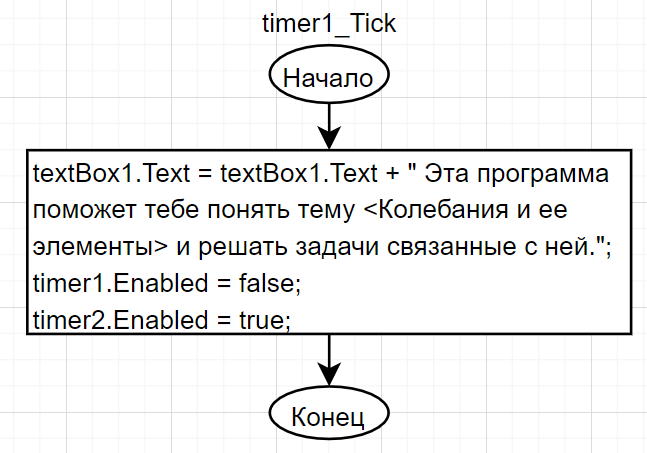 timer1_Tick
Начало
textBox1.Text = textBox1.Text + " Эта программа
поможет тебе понять тему <Колебания и ее
элементы> и решать задачи связанные с ней.";
timer1.Enabled = false;
timer2.Enabled = true;
Конец